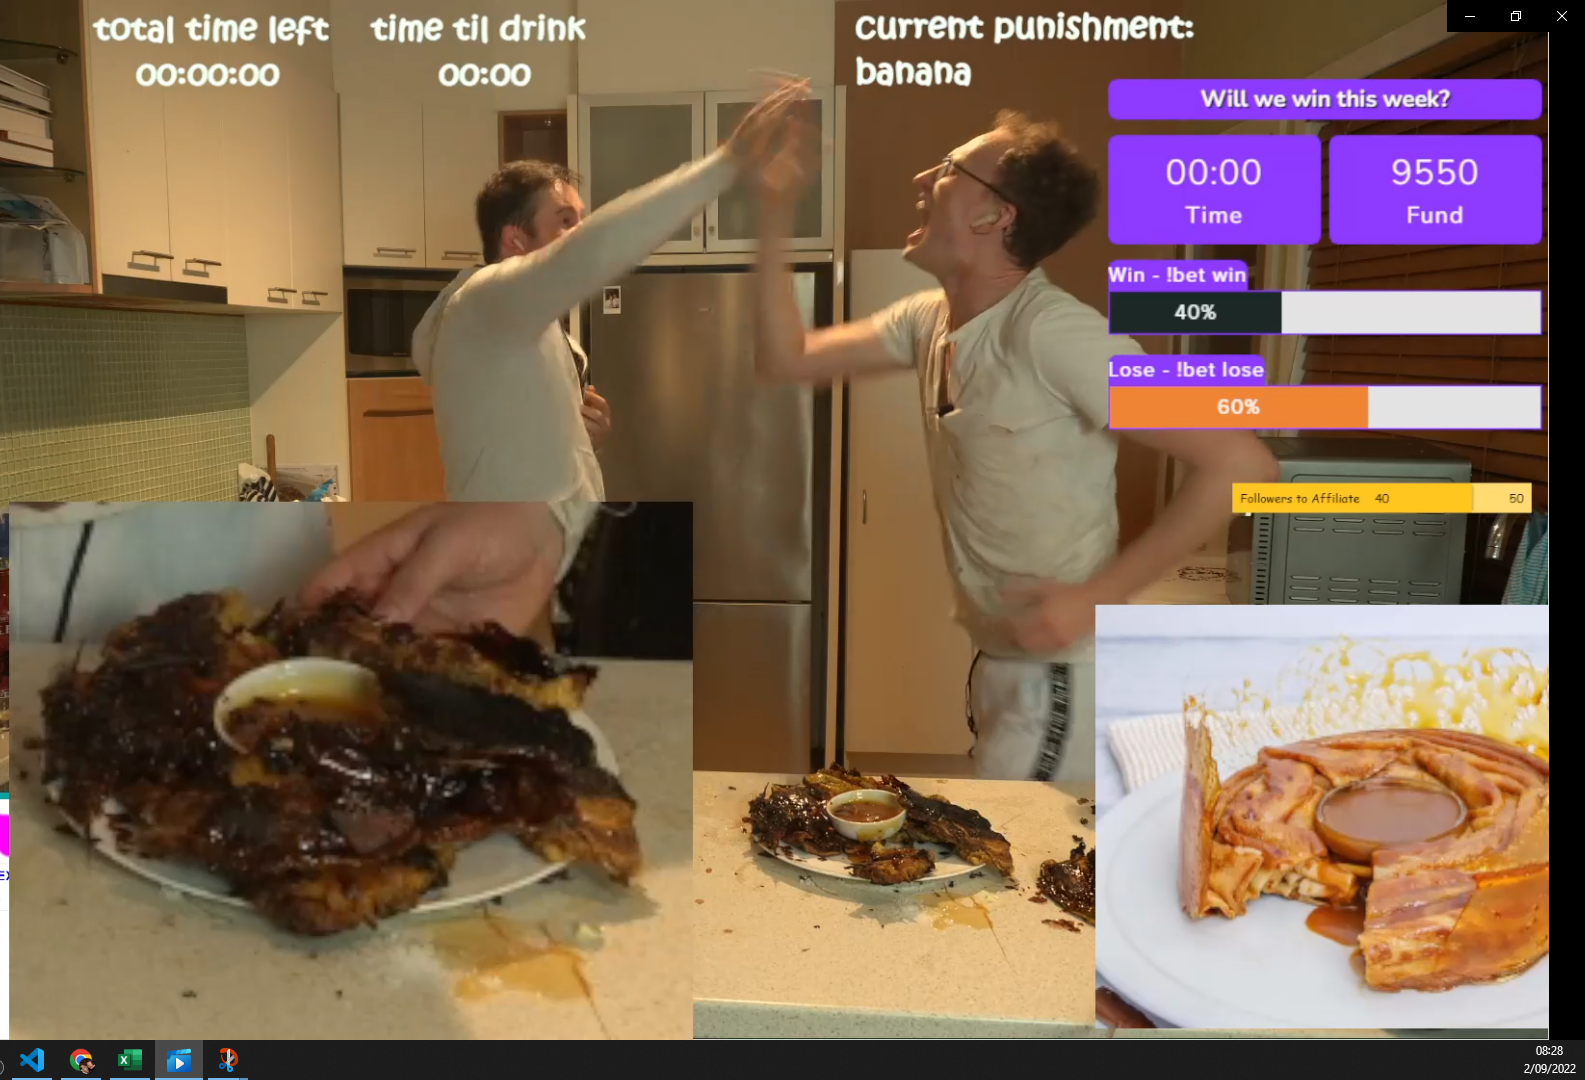 total time left
00:00:00
time til drink
00:00
Current punishment:
banana
Will we win this week?
00:00
Time
9550
Fund
Win - !bet win
40%
Lose - !bet lose
60%
Followers to Affiliate 40 50
08:28
2/09/2022